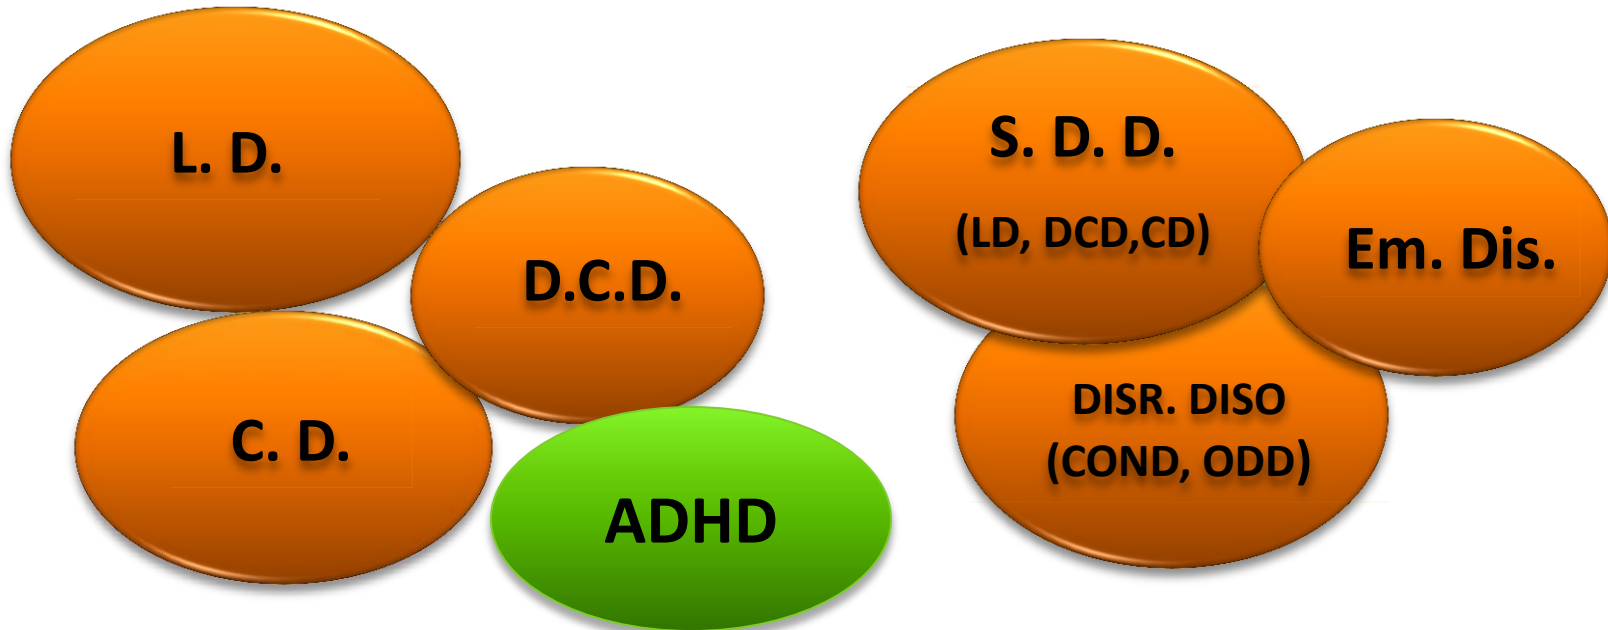 L. D.
D.C.D.
C. D.
ADHD
S. D. D.
(LD, DCD,CD)
Em. Dis.
DISR. DISO
(COND, ODD)